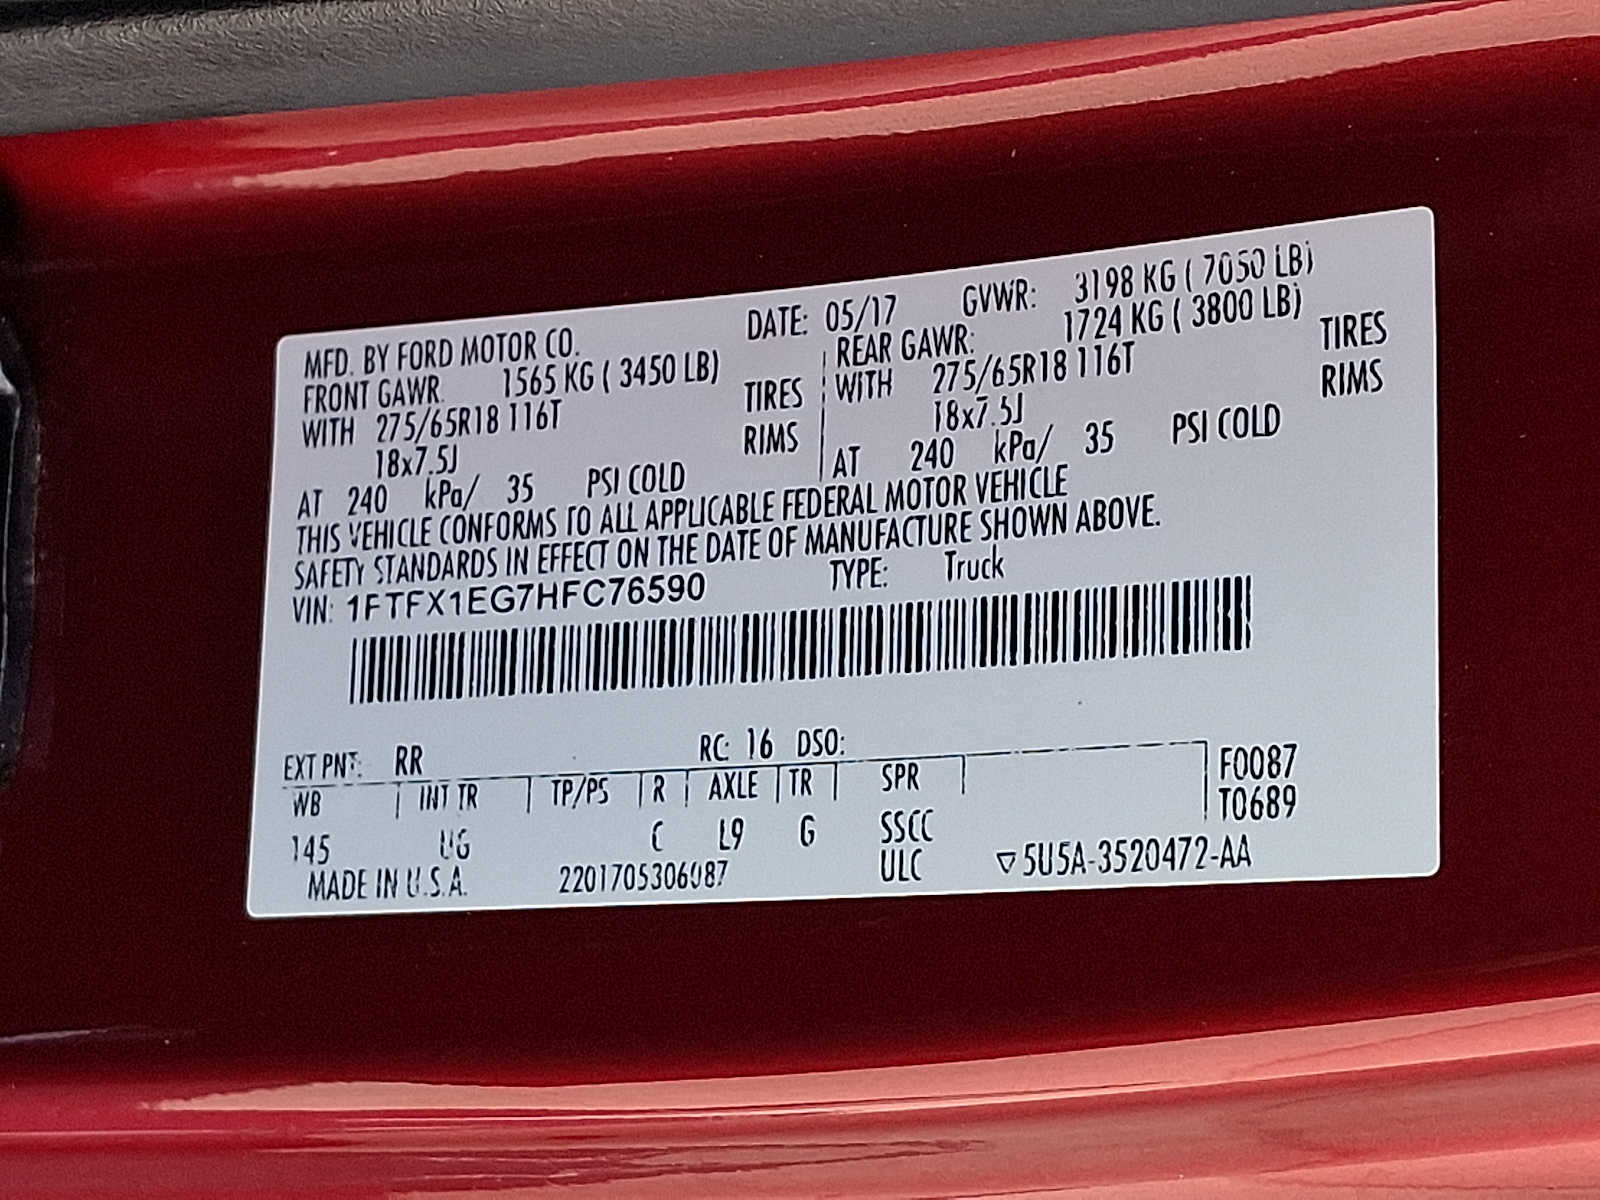 MFD. BY FORD MOTOR CO. DATE: 05/17 GVWR: 3198 KG ( 7050 LB)
FRONT GAWR: 1565 KG ( 3450 LB) REAR GAWR: 1724 KG ( 3800 LB)
WITH 275/65R18 116T TIRES WITH 275/65R18 116T TIRES
18x7.5J RIMS 18x7.5J RIMS
AT 240 kPa/ 35 PSI COLD AT 240 kPa/ 35 PSI COLD
THIS VEHICLE CONFORMS TO ALL APPLICABLE FEDERAL MOTOR VEHICLE
SAFETY STANDARDS IN EFFECT ON THE DATE OF MANUFACTURE SHOWN ABOVE.
VIN: 1FTFX1EG7HFC76590 TYPE: Truck
EXT PNT: RR RC: 16 DSO: F0087
WB INT TR TP/PS R AXLE TR SPR T0689
145 UG C L9 G SSCC
ULC ▽5U5A-3520472-AA
MADE IN U.S.A. 2201705306087